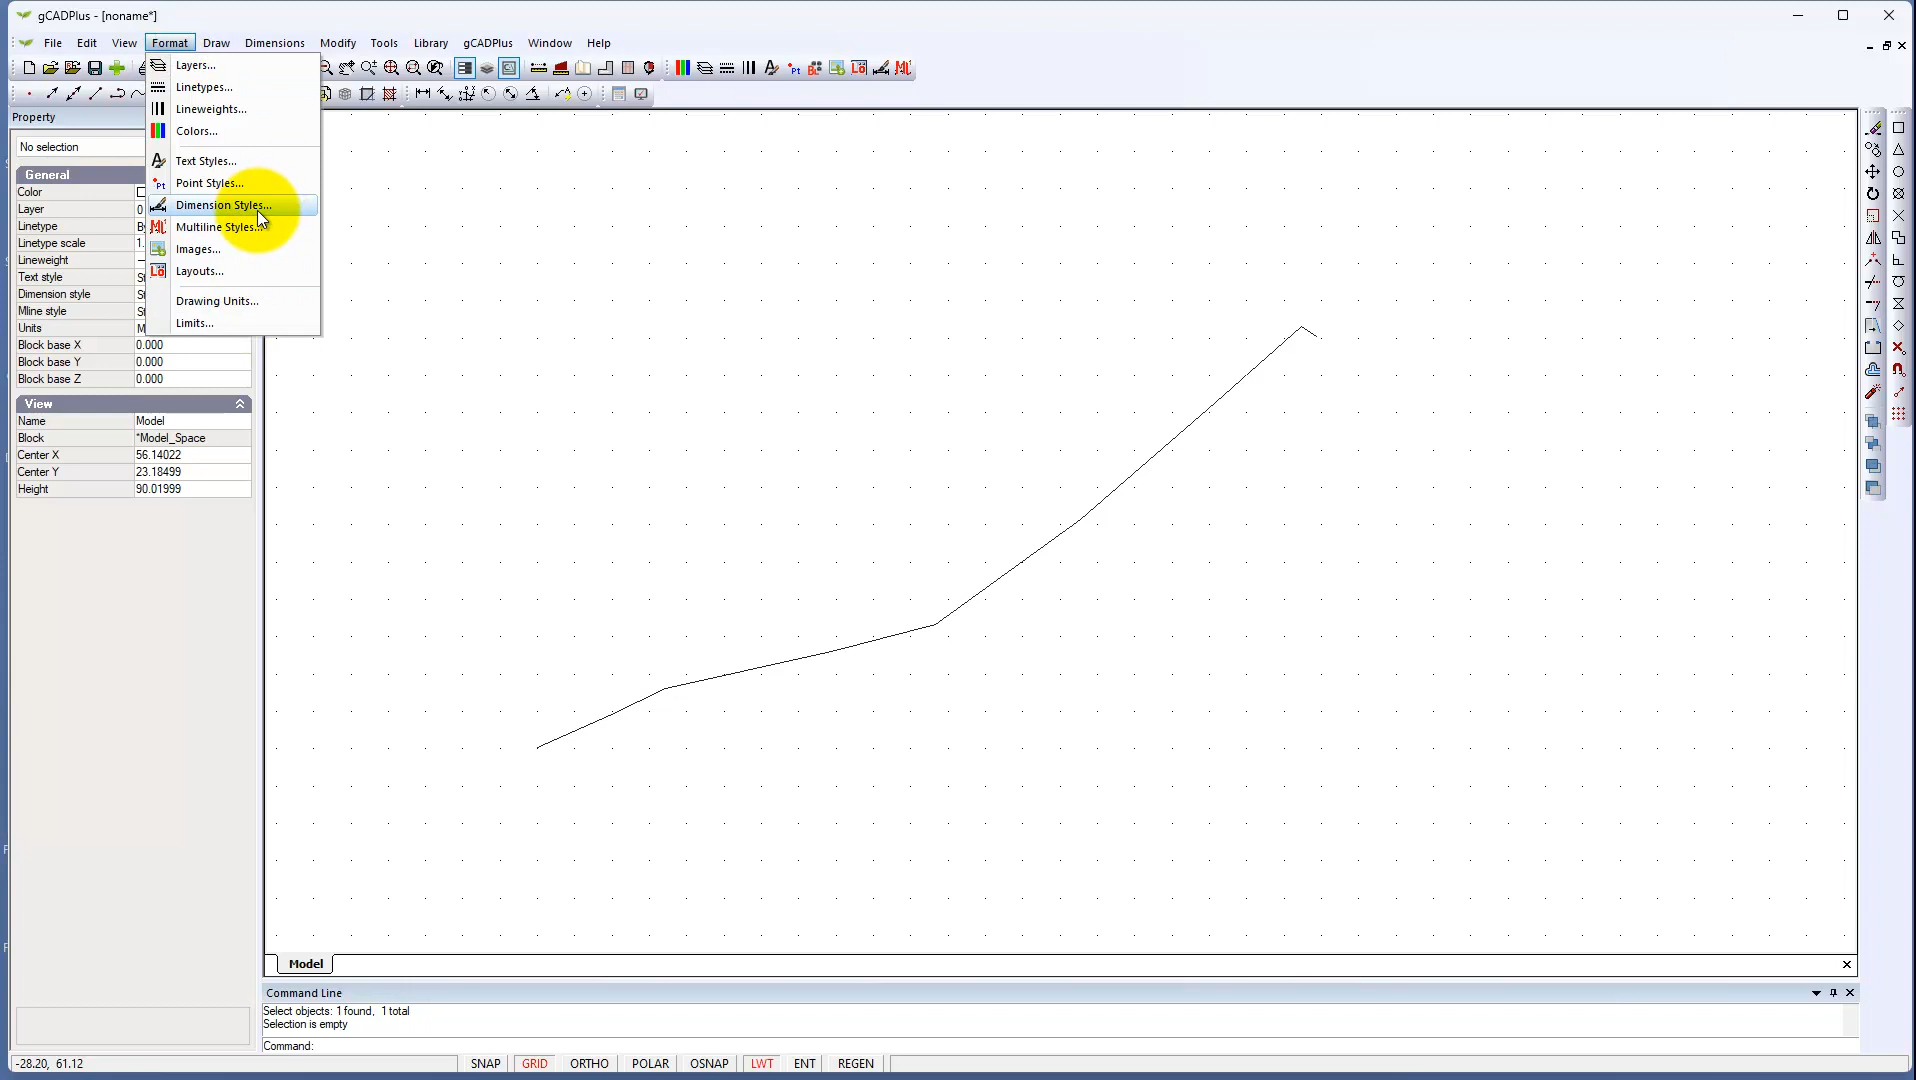 gCADPlus - [noname*]
File Edit View Format Draw Dimensions Modify Tools Library gCADPlus Window Help
Layers...
Linetypes...
Lineweights...
Colors...
Text Styles...
Point Styles...
Dimension Styles...
Multiline Styles...
Images...
Layouts...
Drawing Units...
Limits...
Property
No selection
General
Color
Layer 0
Linetype
Linetype scale 1.
Lineweight
Text style
Dimension style
Mline style
Units
Block base X 0.000
Block base Y 0.000
Block base Z 0.000
View
Name Model
Block *Model_Space
Center X 56.14022
Center Y 23.18499
Height 90.01999
Model
Command Line
Select objects: 1 found, 1 total
Selection is empty
Command:
-28.20, 61.12 SNAP GRID ORTHO POLAR OSNAP LWT ENT REGEN